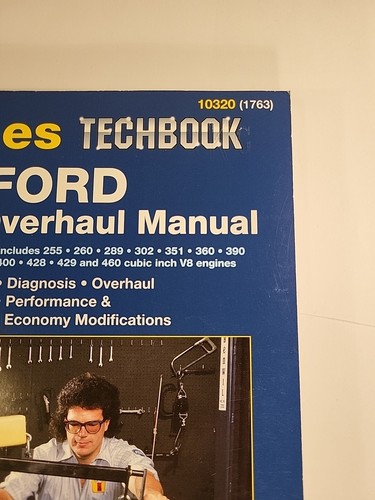 10320 (1763)
es TECHBOOK
FORD
verhaul Manual
ncludes 255 • 260 • 289 • 302 • 351 • 360 • 390
400 • 428 • 429 and 460 cubic inch V8 engines
• Diagnosis • Overhaul
Performance &
Economy Modifications